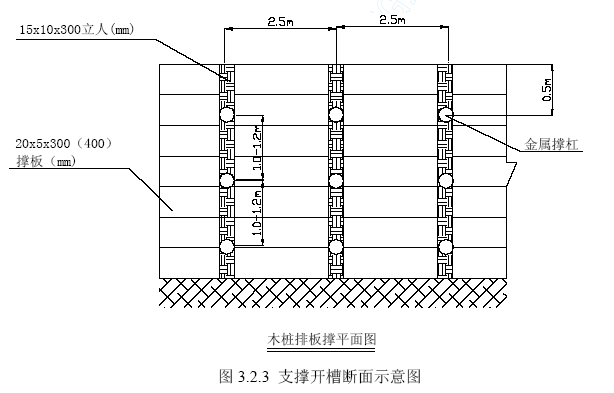 15x10x300立人(mm)
2.5m
2.5m
0.5m
1.0-1.2m
1.0-1.2m
20x5x300（400）
撑板（mm)
金属撑杠
木桩排板撑平面图
图 3.2.3 支撑开槽断面示意图